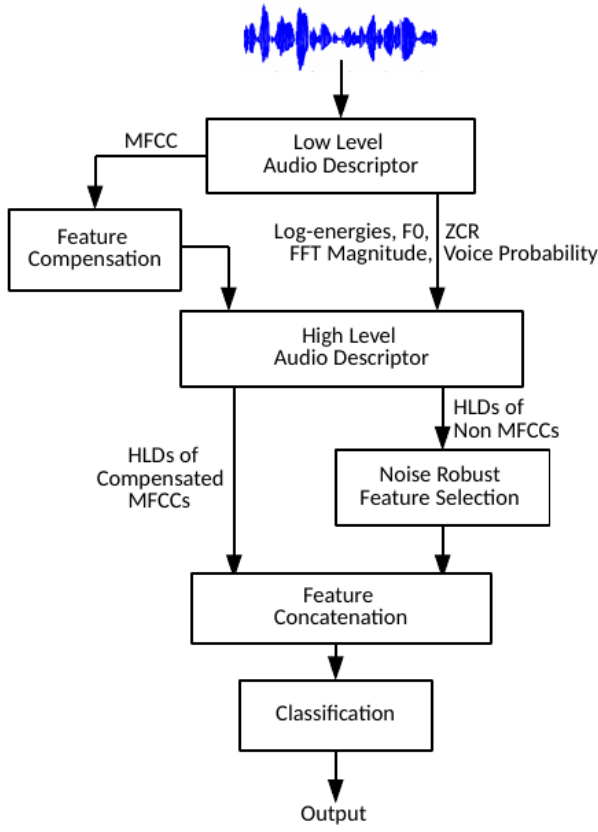 Low Level
Audio Descriptor
MFCC
Feature
Compensation
Log-energies, F0, ZCR
FFT Magnitude, Voice Probability
High Level
Audio Descriptor
HLDs of
Non MFCCs
HLDs of
Compensated
MFCCs
Noise Robust
Feature Selection
Feature
Concatenation
Classification
Output